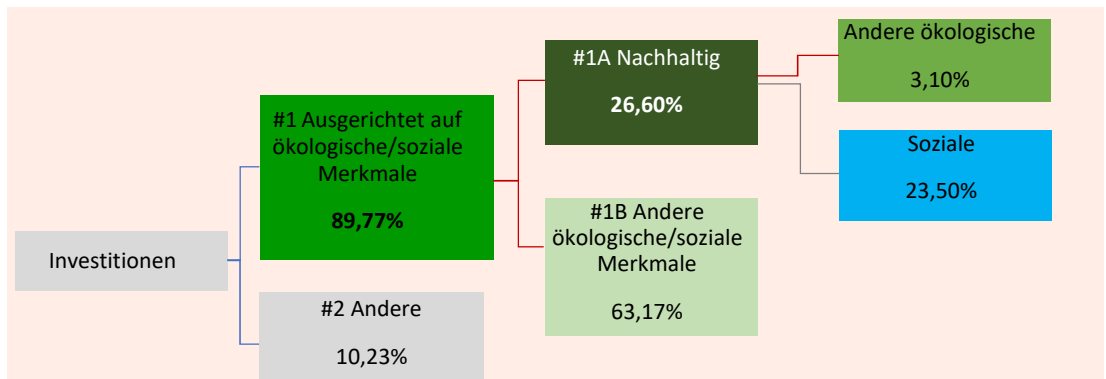 Investitionen
#1 Ausgerichtet auf
ökologische/soziale
Merkmale
89,77%
#2 Andere
10,23%
#1A Nachhaltig
26,60%
#1B Andere
ökologische/soziale
Merkmale
63,17%
Andere ökologische
3,10%
Soziale
23,50%